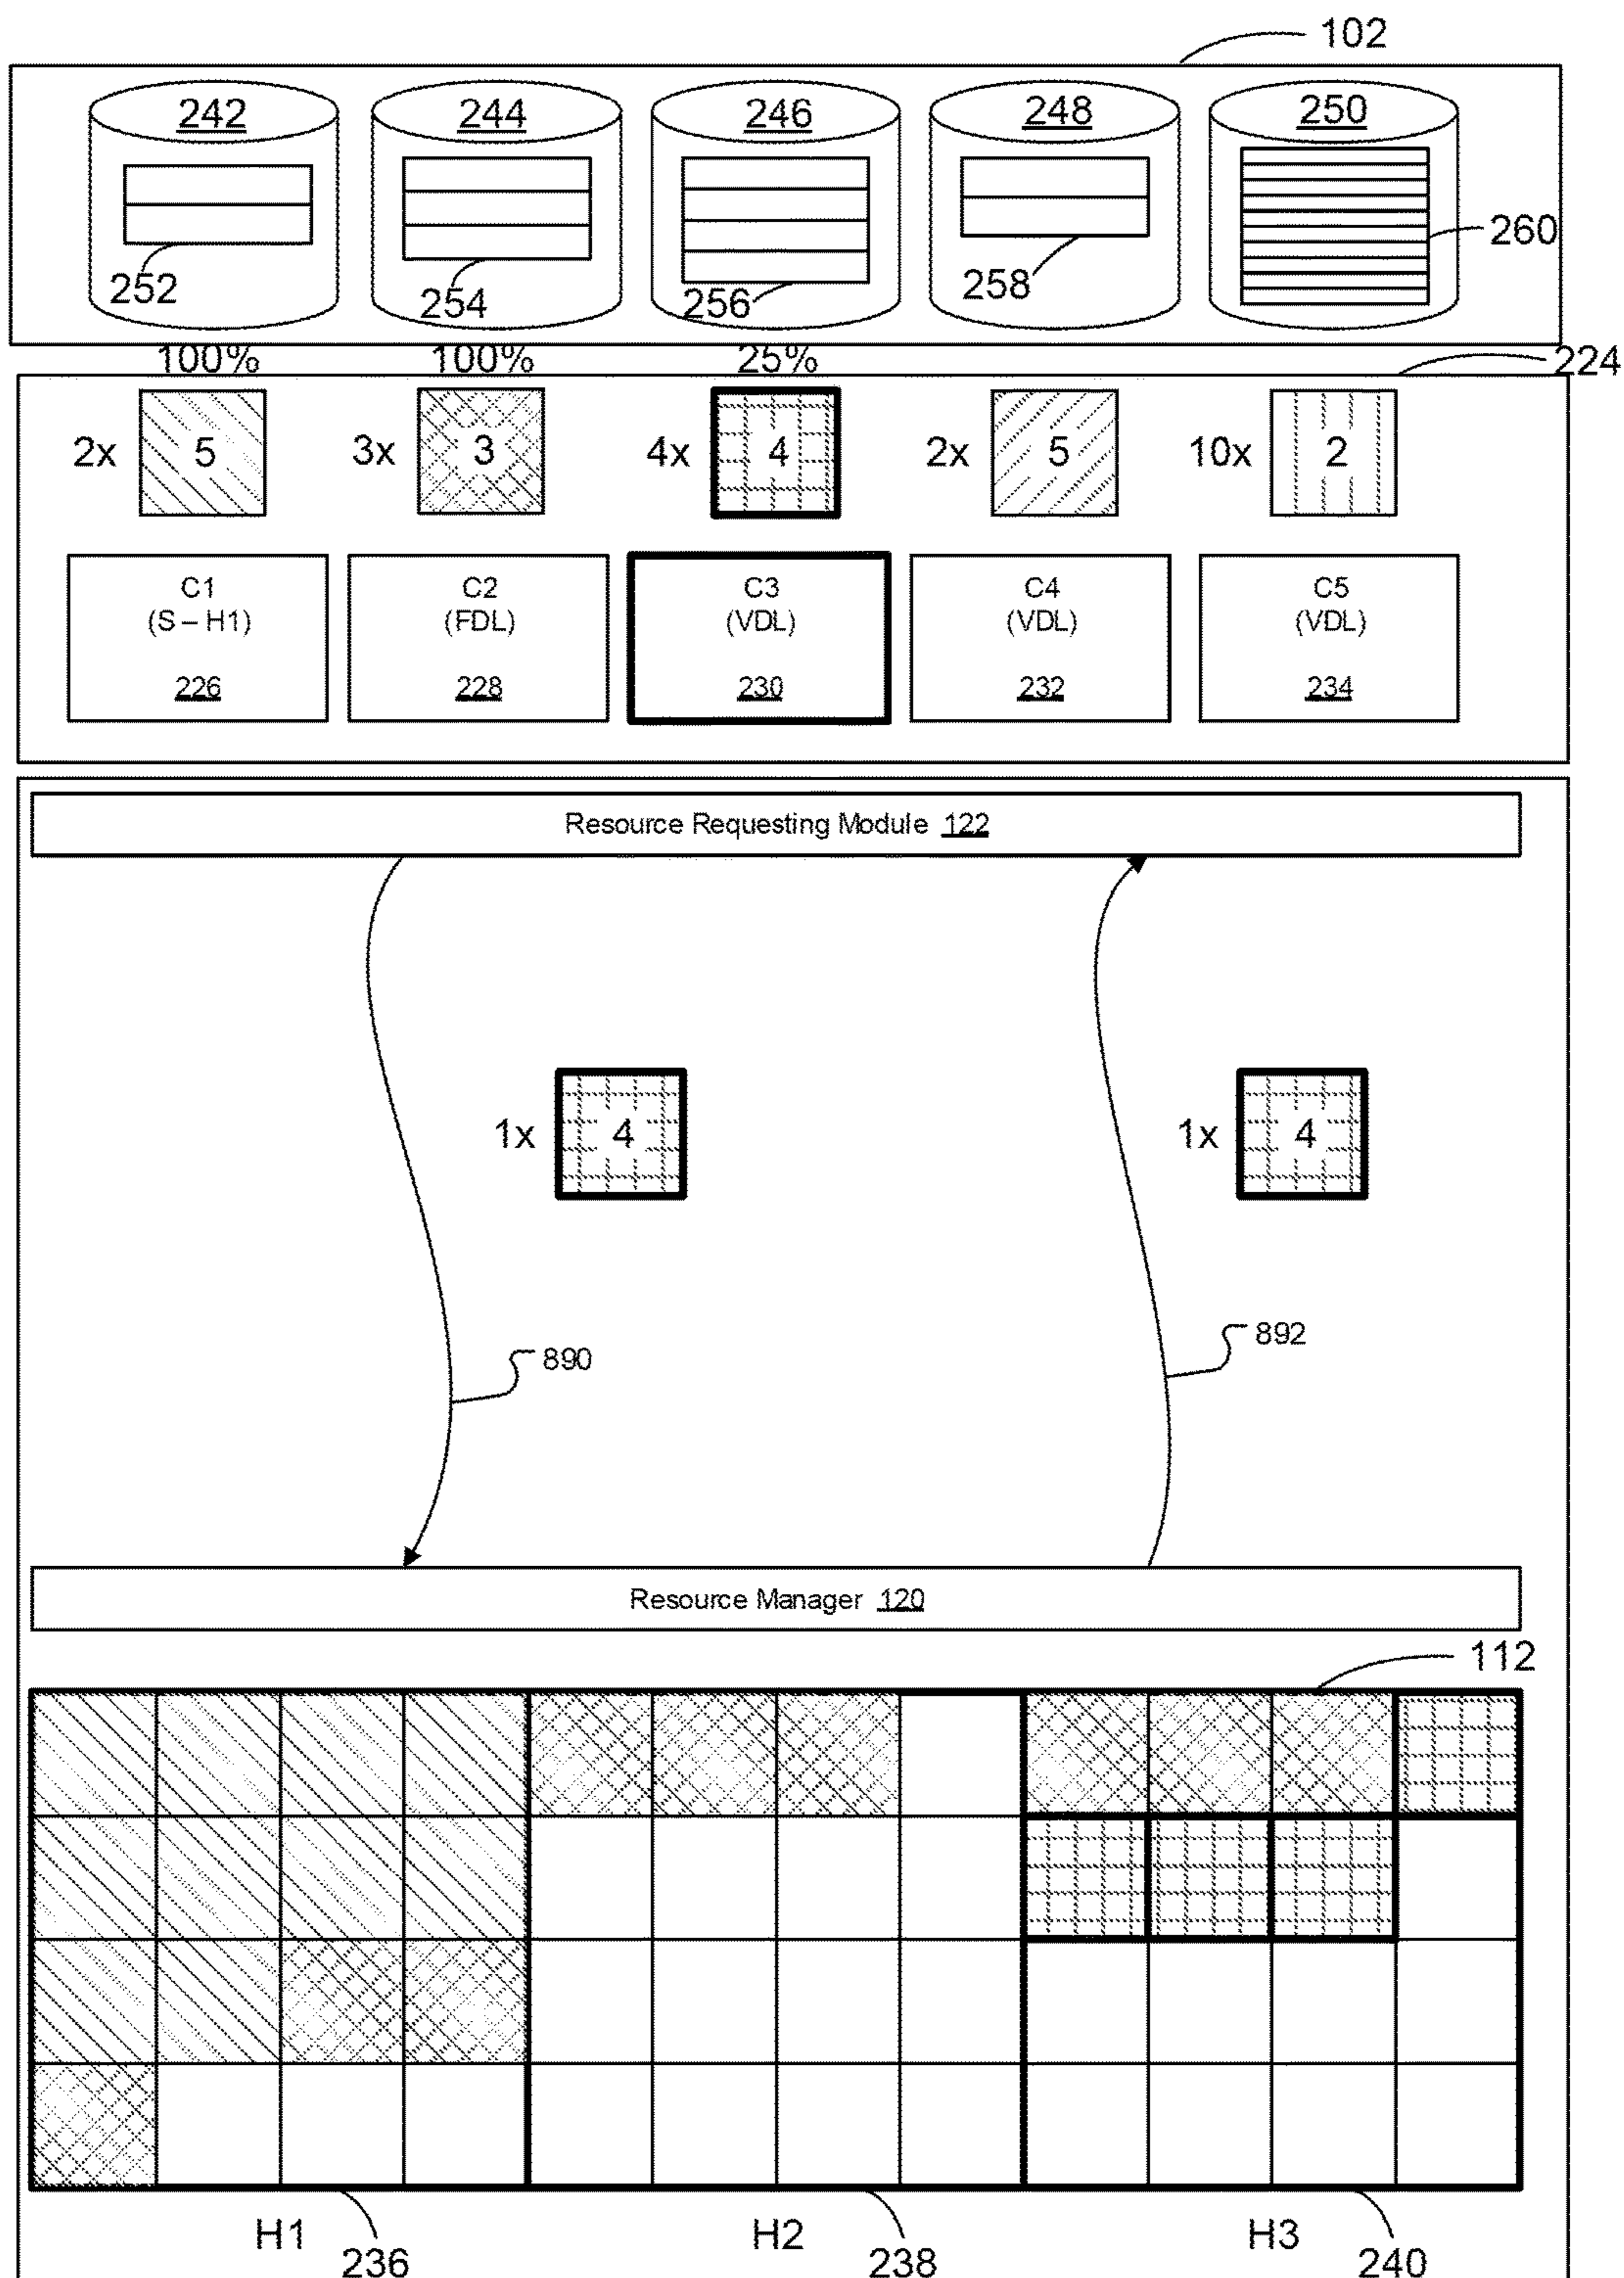 102
242 244 246 248 250
260
252 254 256 258
100% 100% 25%
224
2x 5 3x 3 4x 4 2x 5 10x 2
C1 C2 C3 C4 C5
(S – H1) (FDL) (VDL) (VDL) (VDL)
226 228 230 232 234
Resource Requesting Module 122
1x 4 1x 4
892
890
Resource Manager 120
112
H1 H2 H3
236 238 240